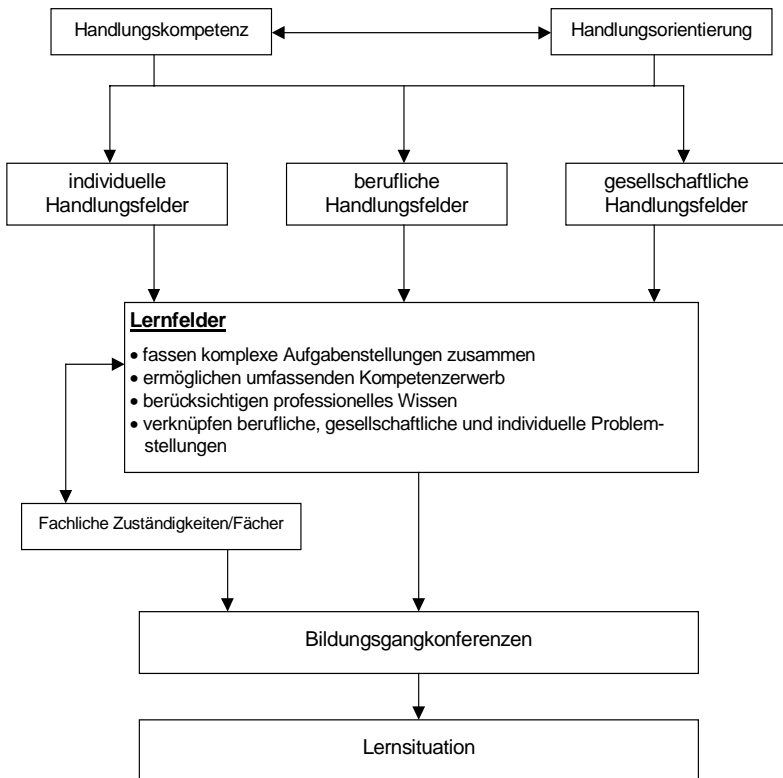 Handlungskompetenz
Handlungsorientierung
individuelle
Handlungsfelder
berufliche
Handlungsfelder
gesellschaftliche
Handlungsfelder
Lernfelder
• fassen komplexe Aufgabenstellungen zusammen
• ermöglichen umfassenden Kompetenzerwerb
• berücksichtigen professionelles Wissen
• verknüpfen berufliche, gesellschaftliche und individuelle Problem-
stellungen
Fachliche Zuständigkeiten/Fächer
Bildungsgangkonferenzen
Lernsituation